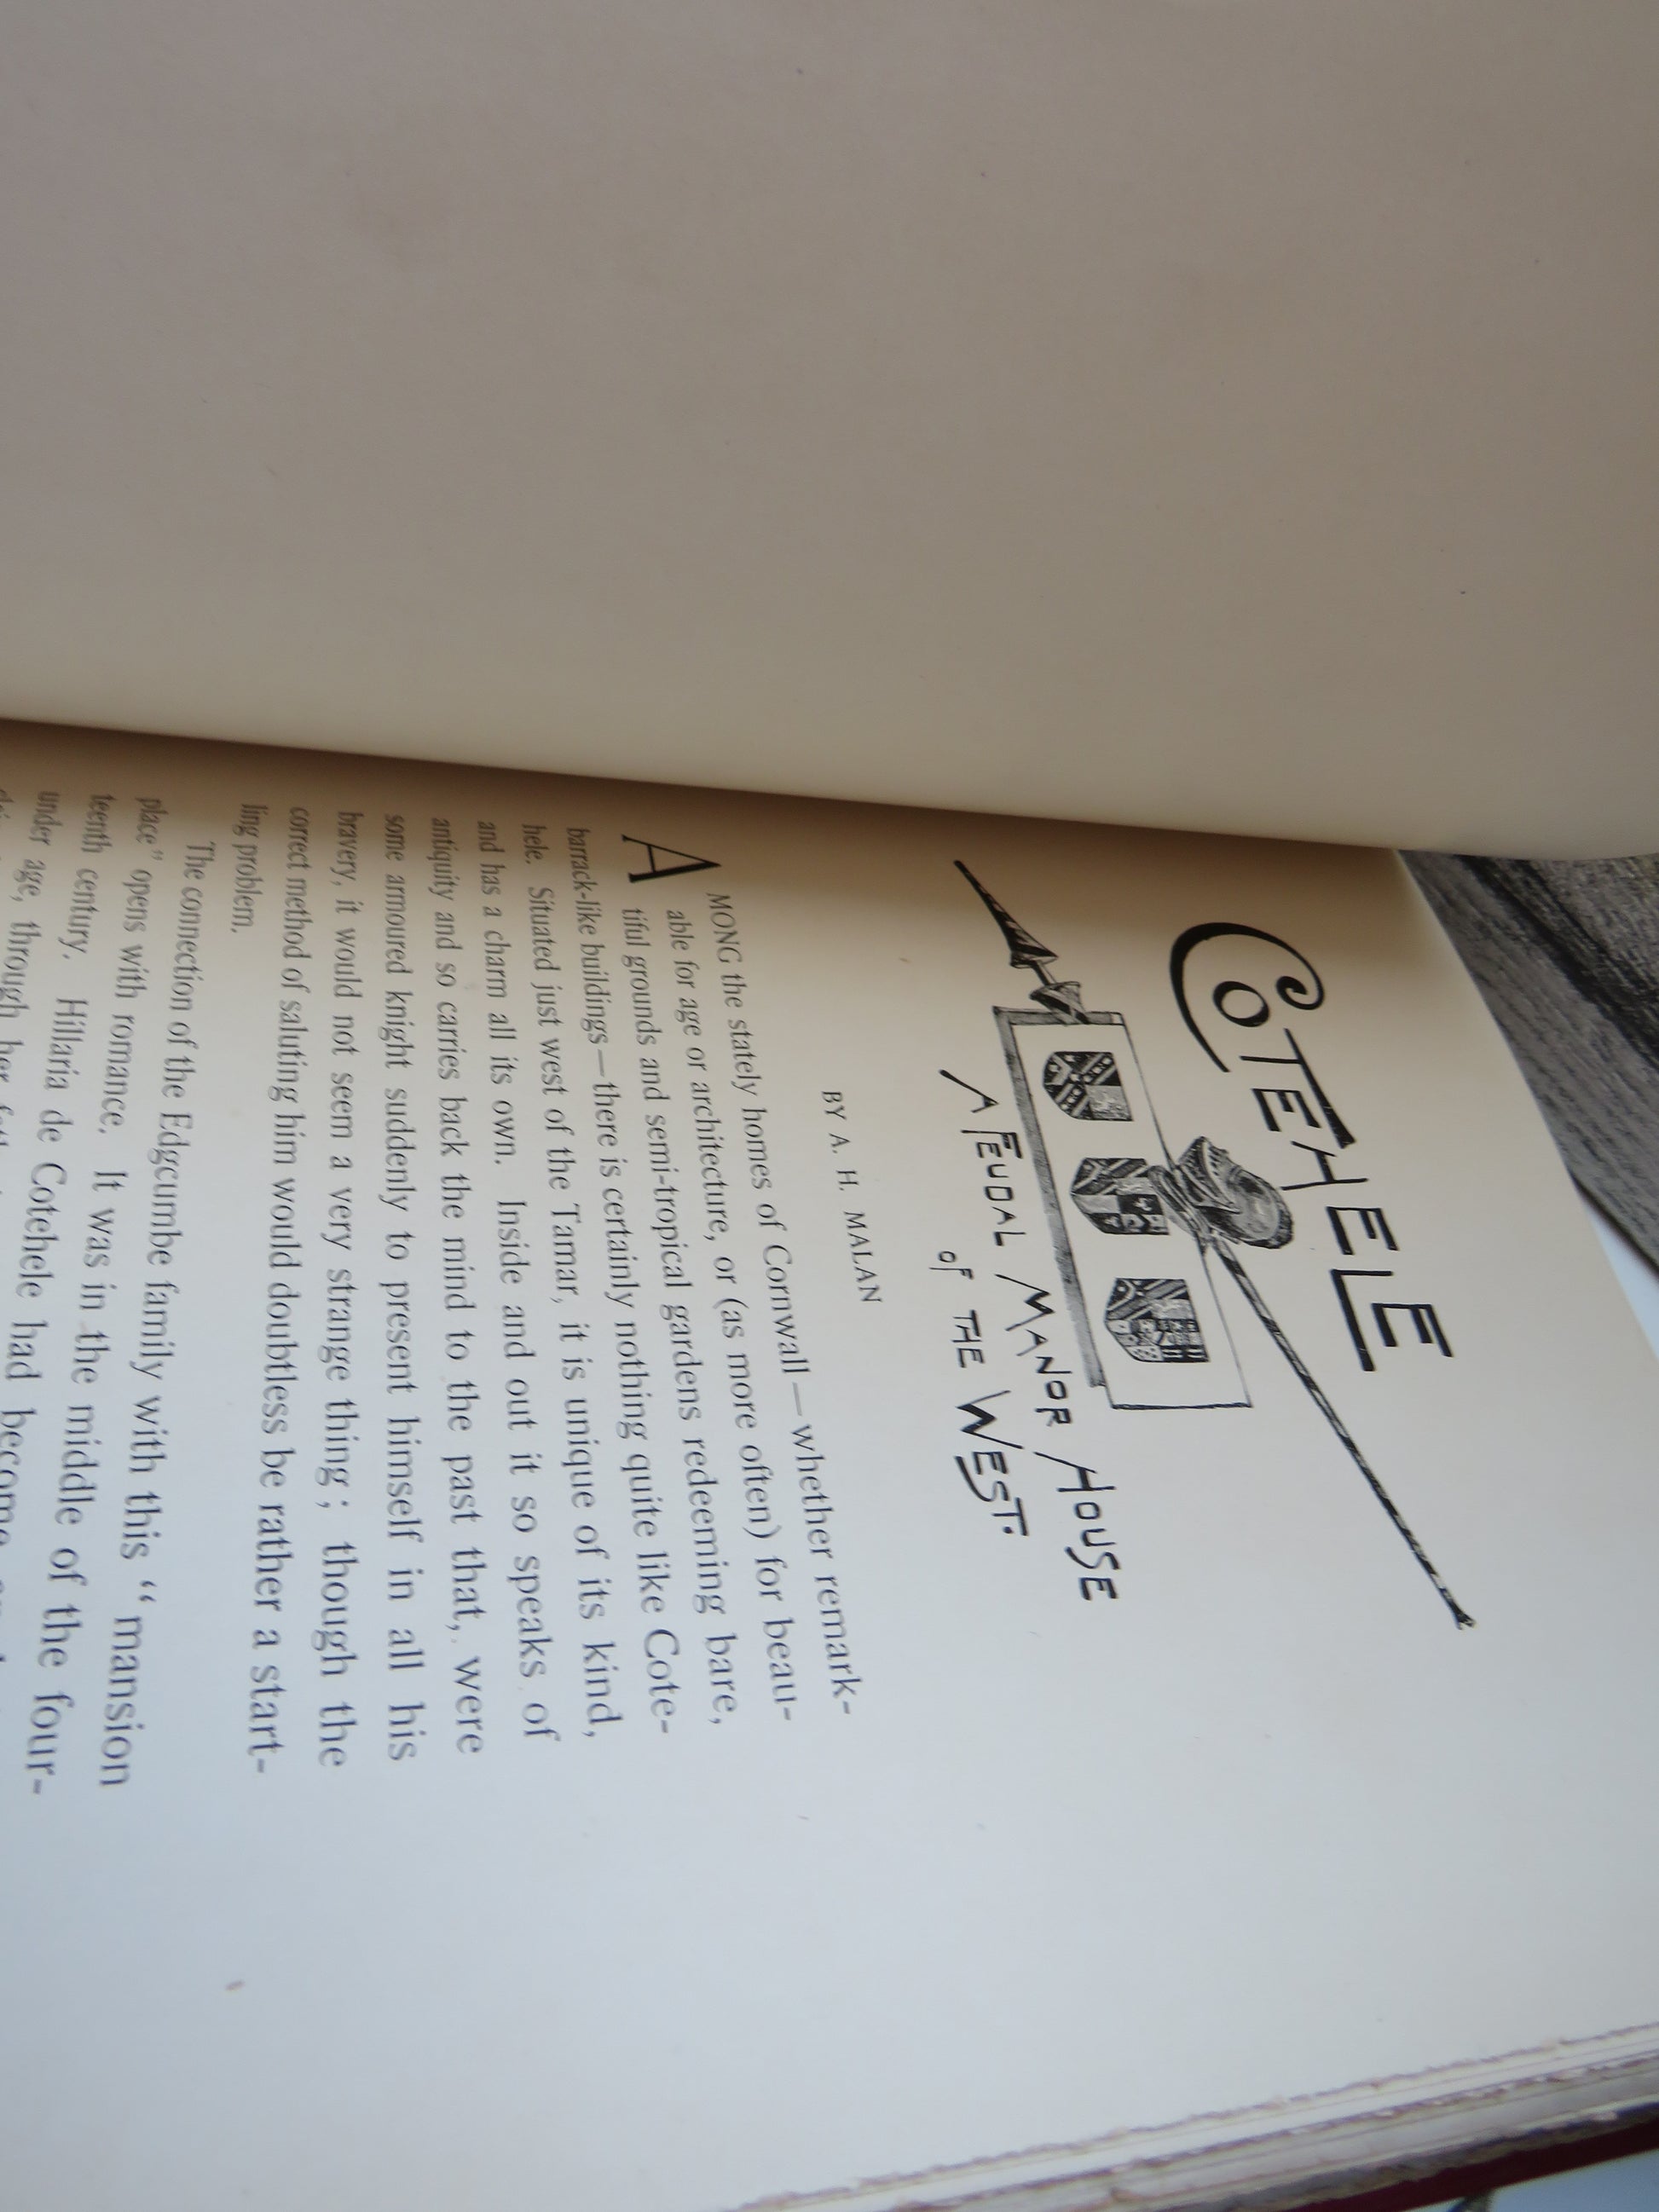 COTEHELE
A FEUDAL MANOR HOUSE
OF THE WEST.
BY A. H. MALAN
AMONG the stately homes of Cornwall—whether remark-
able for age or architecture, or (as more often) for beau-
tiful grounds and semi-tropical gardens redeeming bare,
barrack-like buildings—there is certainly nothing quite like Cote-
hele. Situated just west of the Tamar, it is unique of its kind,
and has a charm all its own. Inside and out it so speaks of
antiquity and so carries back the mind to the past that, were
some armoured knight suddenly to present himself in all his
bravery, it would not seem a very strange thing; though the
correct method of saluting him would doubtless be rather a start-
ling problem.
The connection of the Edgcumbe family with this “mansion
place” opens with romance. It was in the middle of the four-
teenth century. Hillaria de Cotehele had become
under age, through her